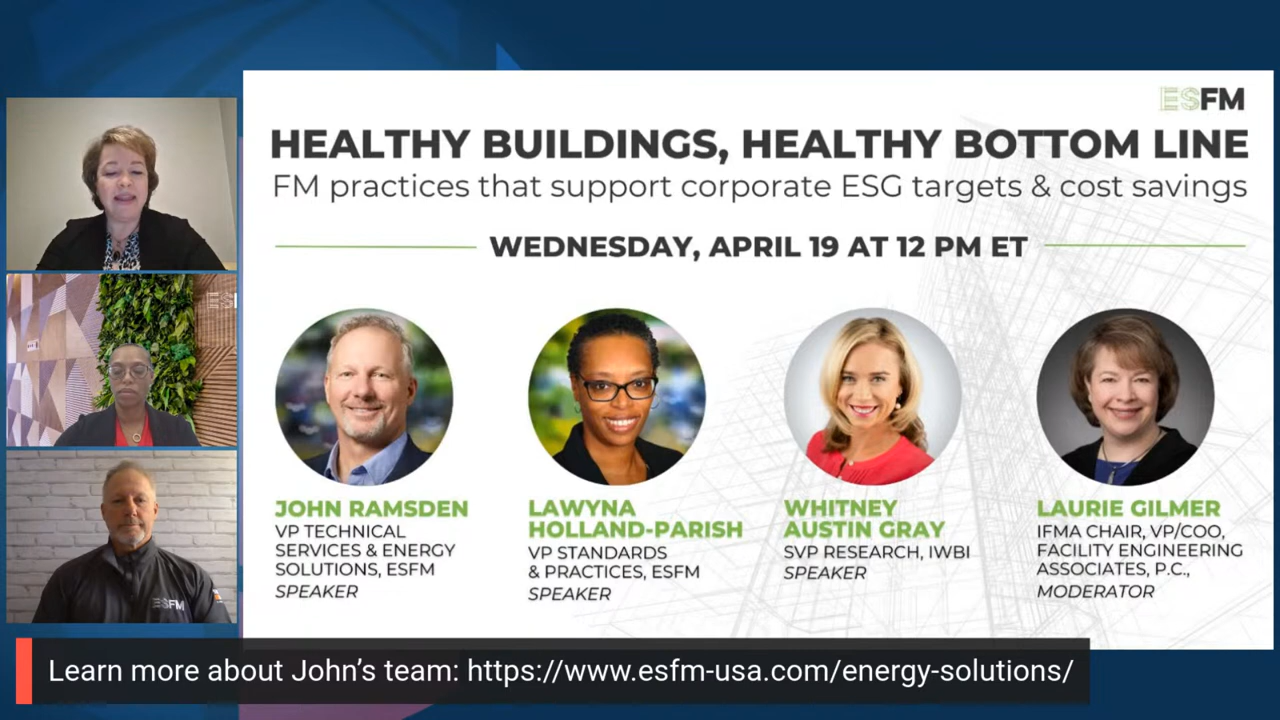 ESFM
HEALTHY BUILDINGS, HEALTHY BOTTOM LINE
FM practices that support corporate ESG targets & cost savings
WEDNESDAY, APRIL 19 AT 12 PM ET
JOHN RAMSDEN
VP TECHNICAL
SERVICES & ENERGY
SOLUTIONS, ESFM
SPEAKER
LAWYNA
HOLLAND-PARISH
VP STANDARDS
& PRACTICES, ESFM
SPEAKER
WHITNEY
AUSTIN GRAY
SVP RESEARCH, IWBI
SPEAKER
LAURIE GILMER
IFMA CHAIR, VP/COO,
FACILITY ENGINEERING
ASSOCIATES, P.C.,
MODERATOR
ESF
ESFM
Learn more about John's team: https://www.esfm-usa.com/energy-solutions/